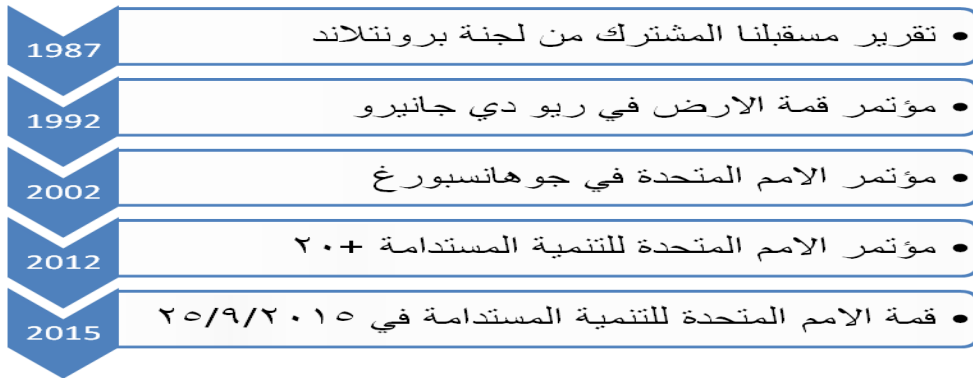 1987
• تقرير مسقبلنا المشترك من لجنة برونتلاند
1992
• مؤتمر قمة الارض في ريو دي جانيرو
2002
• مؤتمر الامم المتحدة في جوهانسبورغ
2012
• مؤتمر الامم المتحدة للتنمية المستدامة +٢٠
2015
• قمة الامم المتحدة للتنمية المستدامة في ٢٥/٩/٢٠١٥